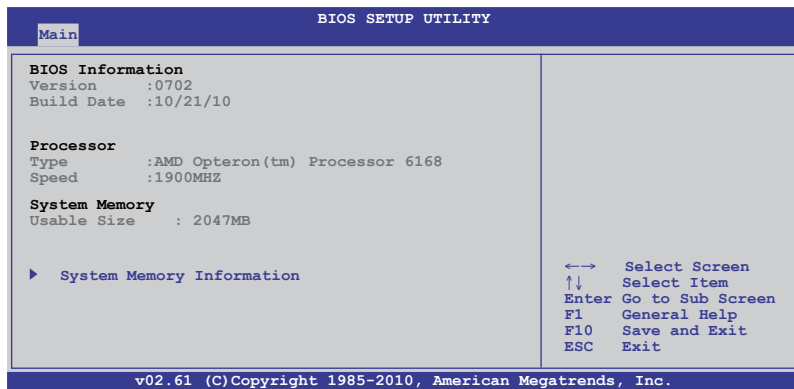 BIOS SETUP UTILITY
Main
BIOS Information
Version :0702
Build Date :10/21/10
Processor
Type :AMD Opteron(tm) Processor 6168
Speed :1900MHZ
System Memory
Usable Size : 2047MB
System Memory Information
←→ Select Screen
↑↓ Select Item
Enter Go to Sub Screen
F1 General Help
F10 Save and Exit
ESC Exit
v02.61 (C)Copyright 1985-2010, American Megatrends, Inc.